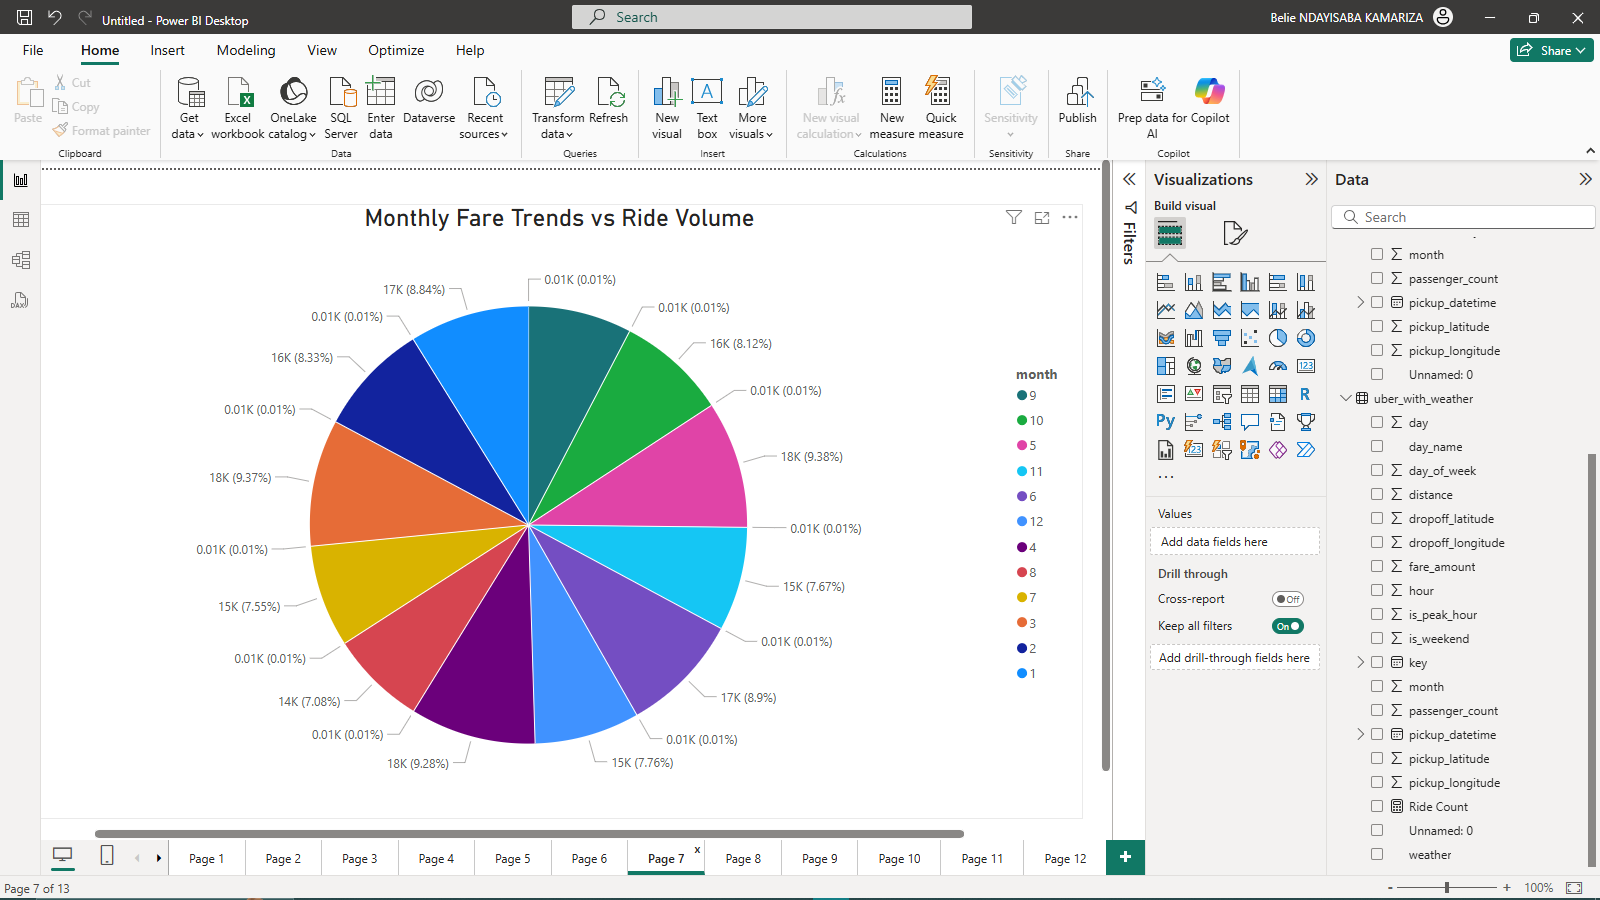 Untitled - Power BI Desktop
Search
Belie NDAYISABA KAMARIZA
File
Home
Insert
Modeling
View
Optimize
Help
Share
Paste
Cut
Copy
Format painter
Clipboard
Get data
Excel workbook
OneLake catalog
SQL Server
Enter data
Dataverse
Recent sources
Data
Transform data
Refresh
Queries
New visual
Text box
More visuals
Insert
New visual calculation
New measure
Quick measure
Calculations
Sensitivity
Sensitivity
Publish
Share
Prep data for AI
Copilot
Copilot
Monthly Fare Trends vs Ride Volume
0.01K (0.01%)
0.01K (0.01%)
16K (8.12%)
0.01K (0.01%)
18K (9.38%)
0.01K (0.01%)
15K (7.67%)
0.01K (0.01%)
17K (8.9%)
0.01K (0.01%)
15K (7.76%)
18K (9.28%)
0.01K (0.01%)
14K (7.08%)
0.01K (0.01%)
15K (7.55%)
0.01K (0.01%)
18K (9.37%)
0.01K (0.01%)
16K (8.33%)
0.01K (0.01%)
17K (8.84%)
month
9
10
5
11
6
12
4
8
7
3
2
1
Filters
Visualizations
Build visual
Values
Add data fields here
Drill through
Cross-report
Off
Keep all filters
On
Add drill-through fields here
Data
Search
month
passenger_count
pickup_datetime
pickup_latitude
pickup_longitude
Unnamed: 0
uber_with_weather
day
day_name
day_of_week
distance
dropoff_latitude
dropoff_longitude
fare_amount
hour
is_peak_hour
is_weekend
key
month
passenger_count
pickup_datetime
pickup_latitude
pickup_longitude
Ride Count
Unnamed: 0
weather
Page 1
Page 2
Page 3
Page 4
Page 5
Page 6
Page 7
x
Page 8
Page 9
Page 10
Page 11
Page 12
+
Page 7 of 13
- + 100%